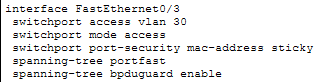 interface FastEthernet0/3
switchport access vlan 30
switchport mode access
switchport port-security mac-address sticky
spanning-tree portfast
spanning-tree bpduguard enable